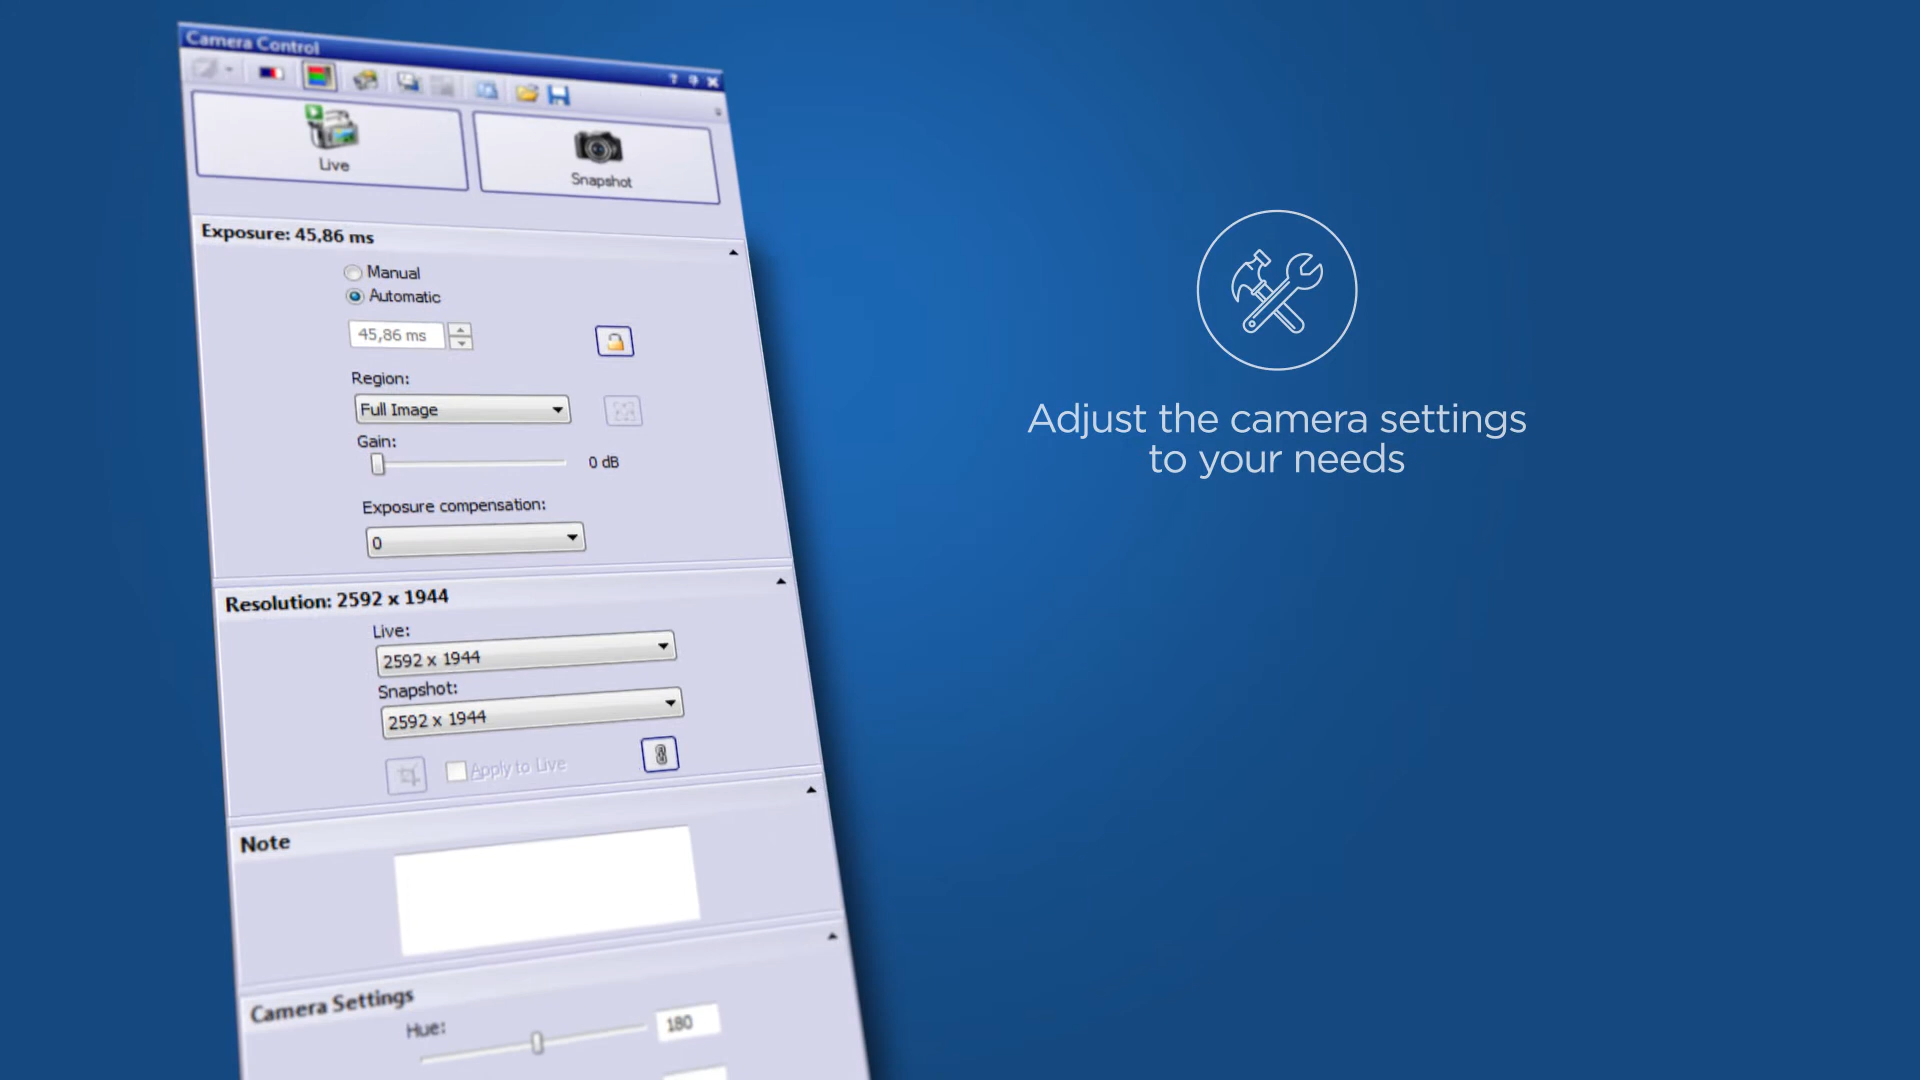 Camera Control
Live
Snapshot
Exposure: 45,86 ms
Manual
Automatic
45,86 ms
Region:
Full Image
Gain:
0 dB
Exposure compensation:
0
Resolution: 2592 x 1944
Live:
2592 x 1944
Snapshot:
2592 x 1944
Apply to Live
Note
Camera Settings
Hue:
180
Adjust the camera settings
to your needs